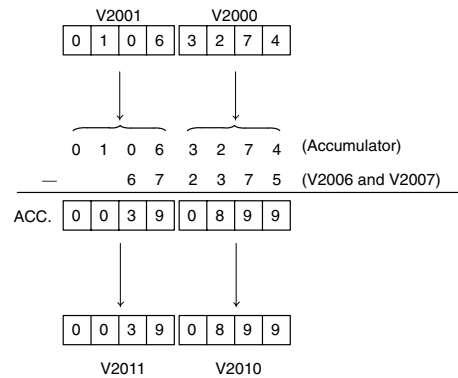 V2001 V2000
0 1 0 6 3 2 7 4
0 1 0 6 3 2 7 4 (Accumulator)
— 6 7 2 3 7 5 (V2006 and V2007)
ACC. 0 0 3 9 0 8 9 9
0 0 3 9 0 8 9 9
V2011 V2010